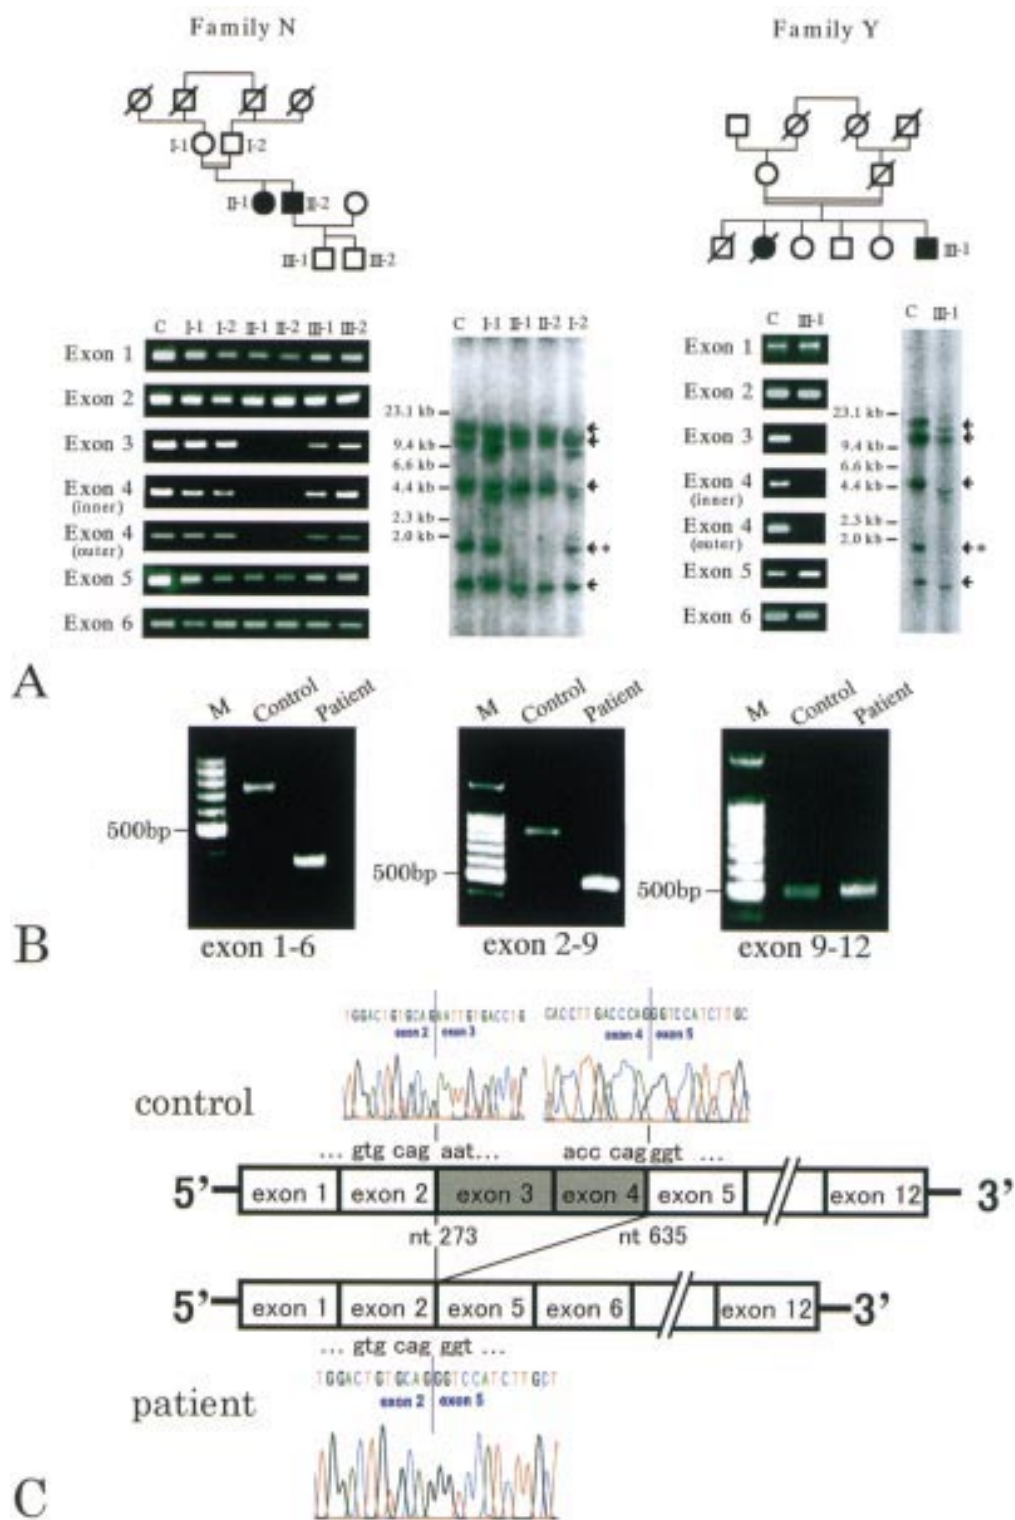 Family N
Family Y
I-1 I-2
II-1 II-2
III-1 III-2
III-1
C I-1 I-2 II-1 II-2 III-1 III-2
Exon 1
Exon 2
Exon 3
Exon 4
(inner)
Exon 4
(outer)
Exon 5
Exon 6
C I-1 II-1 II-2 I-2
23.1 kb
9.4 kb
6.6 kb
4.4 kb
2.3 kb
2.0 kb
*
C III-1
Exon 1
Exon 2
Exon 3
Exon 4
(inner)
Exon 4
(outer)
Exon 5
Exon 6
C III-1
23.1 kb
9.4 kb
6.6 kb
4.4 kb
2.3 kb
2.0 kb
*
A
M Control Patient
500bp
exon 1-6
M Control Patient
500bp
exon 2-9
M Control Patient
500bp
exon 9-12
B
TGGACTGTGCAGAATTGTGACCTG
exon 2 exon 3
CACCTTGACCCAGGGTCCATCTTGC
exon 4 exon 5
control
... gtg cag aat... acc cag ggt ...
5' exon 1 exon 2 exon 3 exon 4 exon 5 exon 12 3'
nt 273 nt 635
5' exon 1 exon 2 exon 5 exon 6 exon 12 3'
... gtg cag ggt ...
TGGACTGTGCAGGGTCCATCTTGCT
exon 2 exon 5
patient
C